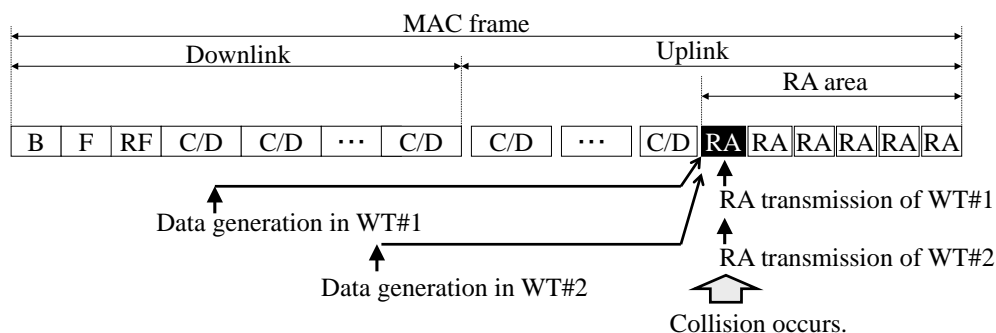 MAC frame
Downlink
Uplink
RA area
B F RF C/D C/D ··· C/D C/D ··· C/D RA RA RA RA RA RA
Data generation in WT#1
RA transmission of WT#1
Data generation in WT#2
RA transmission of WT#2
Collision occurs.